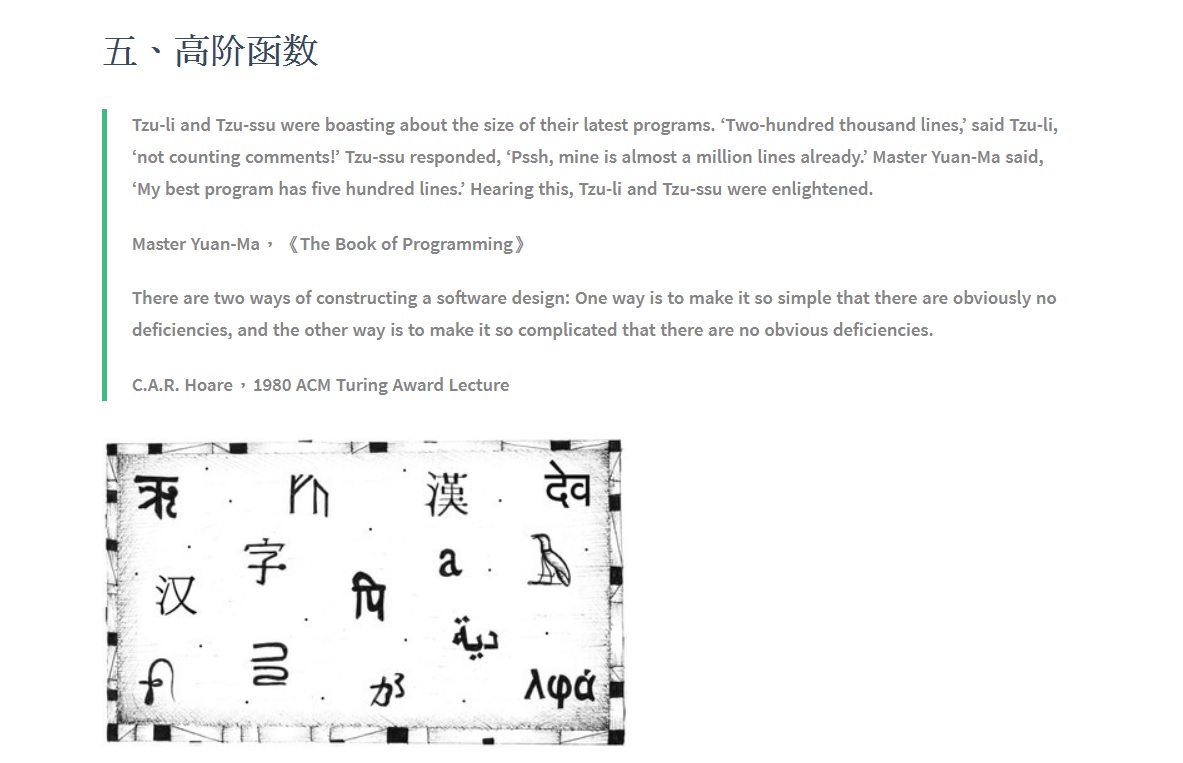 五、高阶函数
Tzu-li and Tzu-ssu were boasting about the size of their latest programs. ‘Two-hundred thousand lines,’ said Tzu-li,
‘not counting comments!’ Tzu-ssu responded, ‘Pssh, mine is almost a million lines already.’ Master Yuan-Ma said,
‘My best program has five hundred lines.’ Hearing this, Tzu-li and Tzu-ssu were enlightened.
Master Yuan-Ma，《The Book of Programming》
There are two ways of constructing a software design: One way is to make it so simple that there are obviously no
deficiencies, and the other way is to make it so complicated that there are no obvious deficiencies.
C.A.R. Hoare，1980 ACM Turing Award Lecture
ऋ 漢 देव
字 a
汉 पि
دية
か λφά